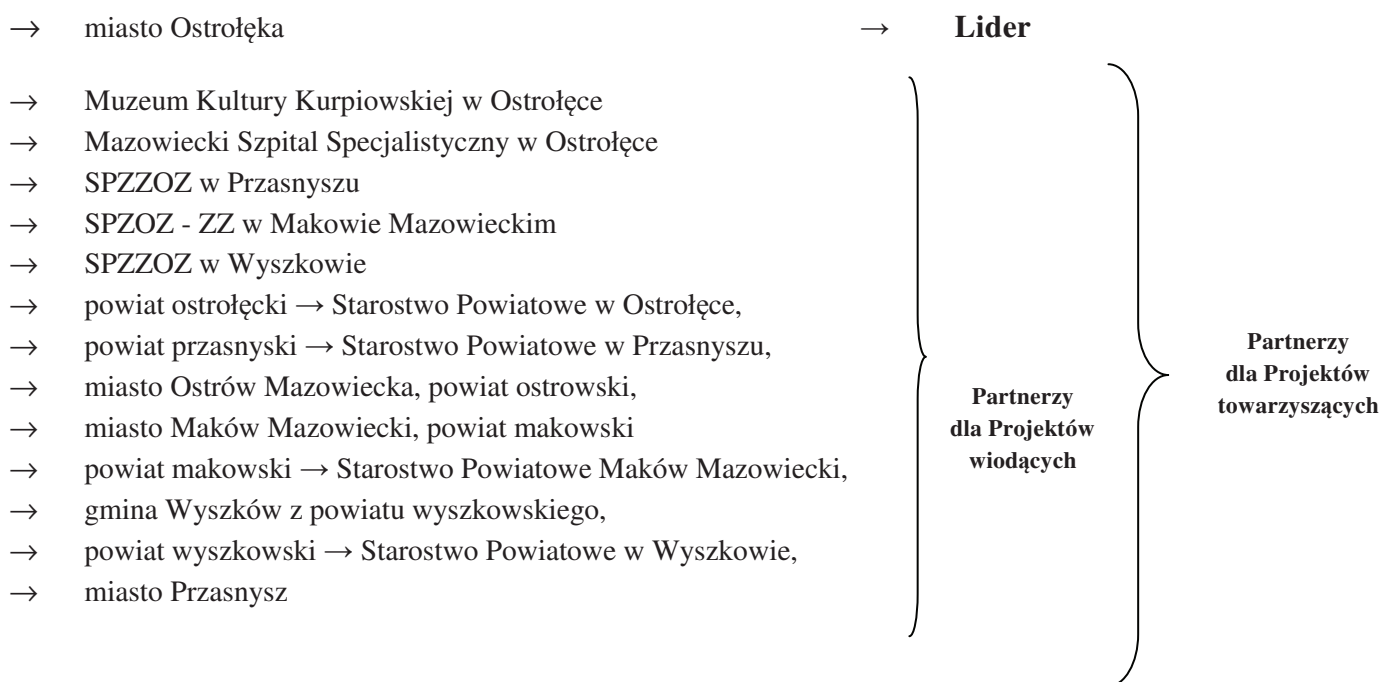 → miasto Ostrołęka → Lider
→ Muzeum Kultury Kurpiowskiej w Ostrołęce
→ Mazowiecki Szpital Specjalistyczny w Ostrołęce
→ SPZZOZ w Przasnyszu
→ SPZOZ - ZZ w Makowie Mazowieckim
→ SPZZOZ w Wyszkowie
→ powiat ostrołęcki → Starostwo Powiatowe w Ostrołęce,
→ powiat przasnyski → Starostwo Powiatowe w Przasnyszu,
→ miasto Ostrów Mazowiecka, powiat ostrowski,
→ miasto Maków Mazowiecki, powiat makowski
→ powiat makowski → Starostwo Powiatowe Maków Mazowiecki,
→ gmina Wyszków z powiatu wyszkowskiego,
→ powiat wyszkowski → Starostwo Powiatowe w Wyszkowie,
→ miasto Przasnysz
Partnerzy
dla Projektów
wiodących
Partnerzy
dla Projektów
towarzyszących